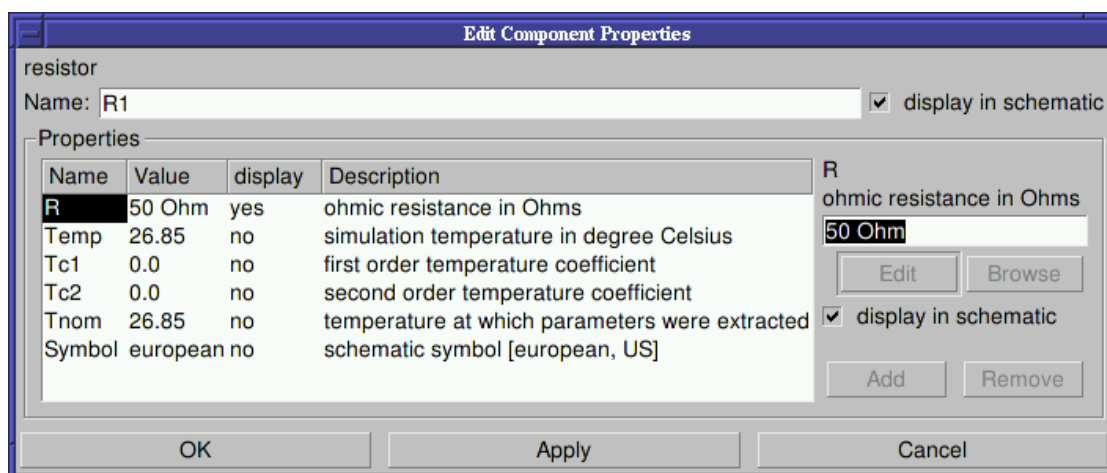 Edit Component Properties
resistor
Name: R1
display in schematic
Properties
Name Value display Description
R 50 Ohm yes ohmic resistance in Ohms
Temp 26.85 no simulation temperature in degree Celsius
Tc1 0.0 no first order temperature coefficient
Tc2 0.0 no second order temperature coefficient
Tnom 26.85 no temperature at which parameters were extracted
Symbol european no schematic symbol [european, US]
R
ohmic resistance in Ohms
50 Ohm
Edit Browse
display in schematic
Add Remove
OK Apply Cancel